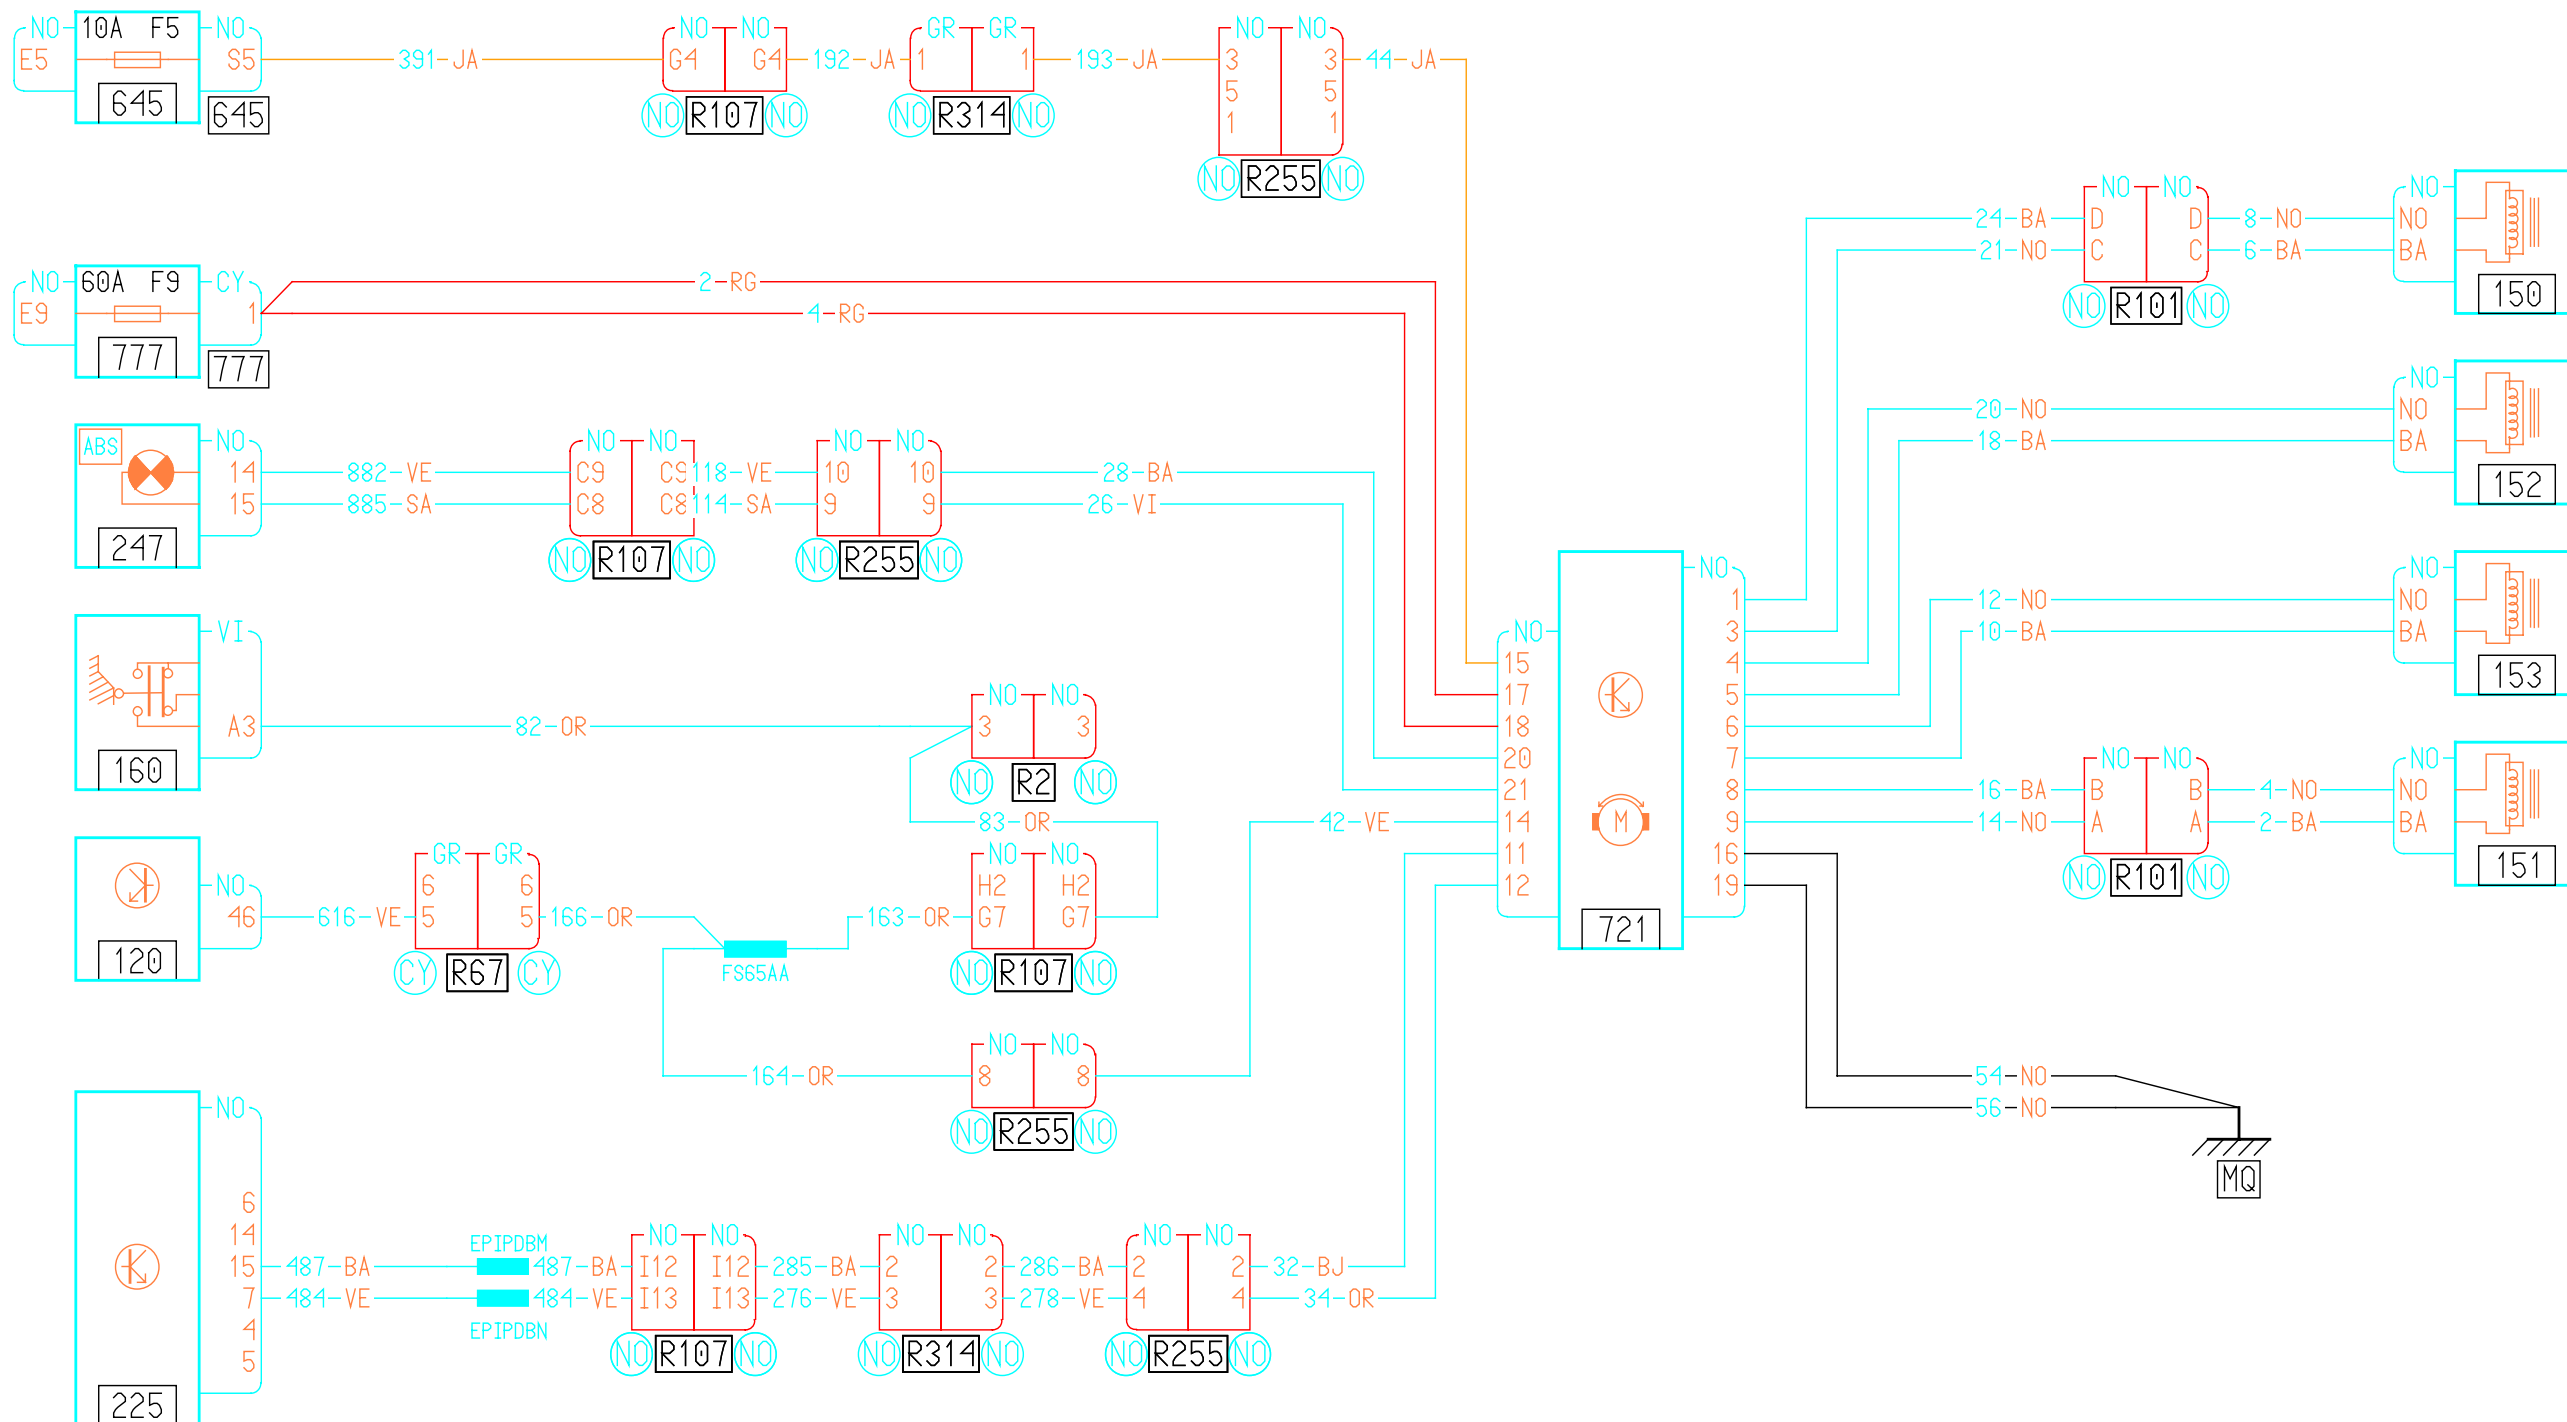 NO 10A F5 NO
E5 S5 391-JA
645 645
NO NO
G4 G4 192-JA
NO R107 NO
GR GR
1 1 193-JA
NO R314 NO
NO NO
3 3 44-JA
5 5
1 1
NO R255 NO
NO 60A F9 CY
E9 1
777 777
2-RG
4-RG
ABS NO
14 882-VE
15 885-SA
247
NO NO
C9 C9 118-VE
C8 C8 114-SA
NO R107 NO
NO NO
10 10 28-BA
9 9 26-VI
NO R255 NO
VI
A3 82-OR
160
NO NO
3 3
NO R2 NO
83-OR
NO
46 616-VE
120
GR GR
6 6
5 5 166-OR
CY R67 CY
FS65AA
163-OR
NO NO
H2 H2
G7 G7
NO R107 NO
164-OR
NO NO
8 8
NO R255 NO
42-VE
NO
6
14
15 487-BA
7 484-VE
4
5
225
EPIPDBM
487-BA
484-VE
EPIPDBN
NO NO
I12 I12 285-BA
I13 I13 276-VE
NO R107 NO
NO NO
2 2 286-BA
3 3 278-VE
NO R314 NO
NO NO
2 2 32-BJ
4 4 34-OR
NO R255 NO
NO
15
17
18
20
21
14
11
12
M
721
NO
1
3
4
5
6
7
8
9
16
19
24-BA
21-NO
NO NO
D D 8-NO
C C 6-BA
NO R101 NO
NO
NO
BA
150
20-NO
18-BA
NO
NO
BA
152
12-NO
10-BA
NO
NO
BA
153
16-BA
14-NO
NO NO
B B 4-NO
A A 2-BA
NO R101 NO
NO
NO
BA
151
54-NO
56-NO
MQ